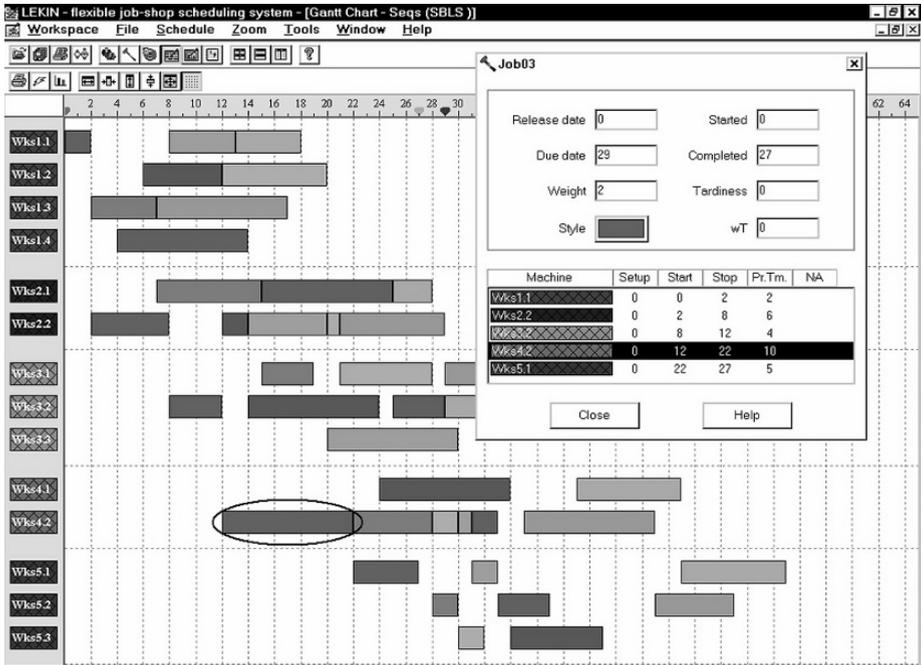 LEKIN - flexible job-shop scheduling system - [Gantt Chart - Seqs (SBLS )]
Workspace File Schedule Zoom Tools Window Help
Job03
2 4 6 8 10 12 14 16 18 20 22 24 26 28 30 62 64
Release date 0 Started 0
Due date 29 Completed 27
Weight 2 Tardiness 0
Style wT 0
Machine Setup Start Stop Pr.Tm. NA
Wks1.1 0 0 2 2
Wks2.2 0 2 8 6
Wks3.2 0 8 12 4
Wks4.2 0 12 22 10
Wks5.1 0 22 27 5
Close Help
Wks1.1
Wks1.2
Wks1.3
Wks1.4
Wks2.1
Wks2.2
Wks3.1
Wks3.2
Wks3.3
Wks4.1
Wks4.2
Wks5.1
Wks5.2
Wks5.3